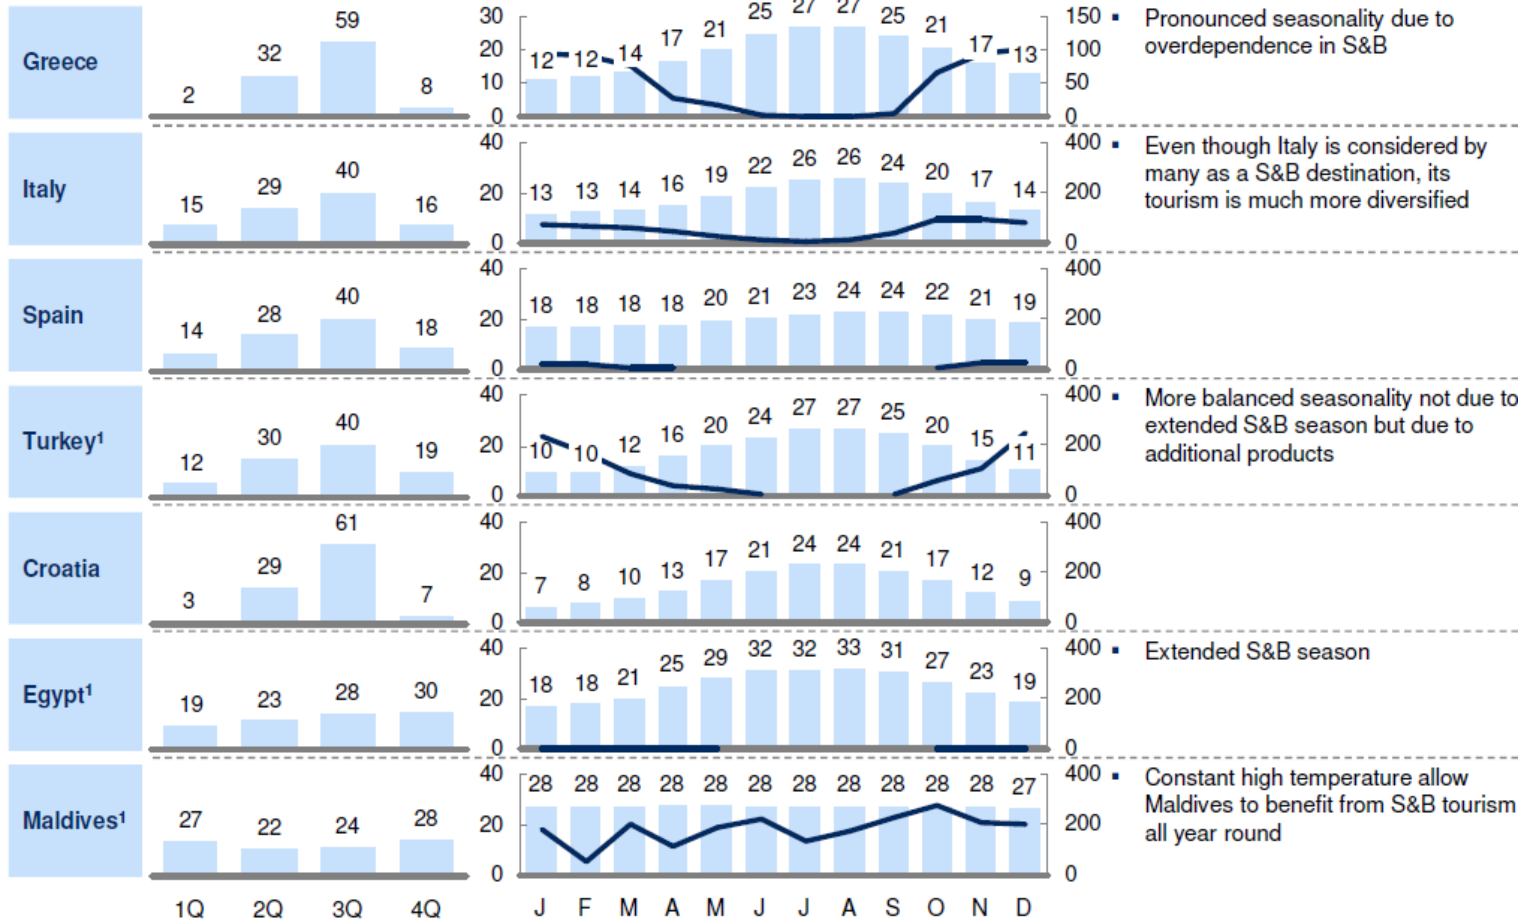 Greece
2 32 59 8
30
20
10
0
12 12 14 17 21 25 27 27 25 21 17 13
150
100
50
0
▪ Pronounced seasonality due to
overdependence in S&B
Italy
15 29 40 16
40
20
0
13 13 14 16 19 22 26 26 24 20 17 14
400
200
0
▪ Even though Italy is considered by
many as a S&B destination, its
tourism is much more diversified
Spain
14 28 40 18
40
20
0
18 18 18 18 20 21 23 24 24 22 21 19
400
200
0
Turkey¹
12 30 40 19
40
20
0
10 10 12 16 20 24 27 27 25 20 15 11
400
200
0
▪ More balanced seasonality not due to
extended S&B season but due to
additional products
Croatia
3 29 61 7
40
20
0
7 8 10 13 17 21 24 24 21 17 12 9
400
200
0
Egypt¹
19 23 28 30
40
20
0
18 18 21 25 29 32 32 33 31 27 23 19
400
200
0
▪ Extended S&B season
Maldives¹
27 22 24 28
40
20
0
28 28 28 28 28 28 28 28 28 28 28 27
400
200
0
▪ Constant high temperature allow
Maldives to benefit from S&B tourism
all year round
1Q 2Q 3Q 4Q
J F M A M J J A S O N D